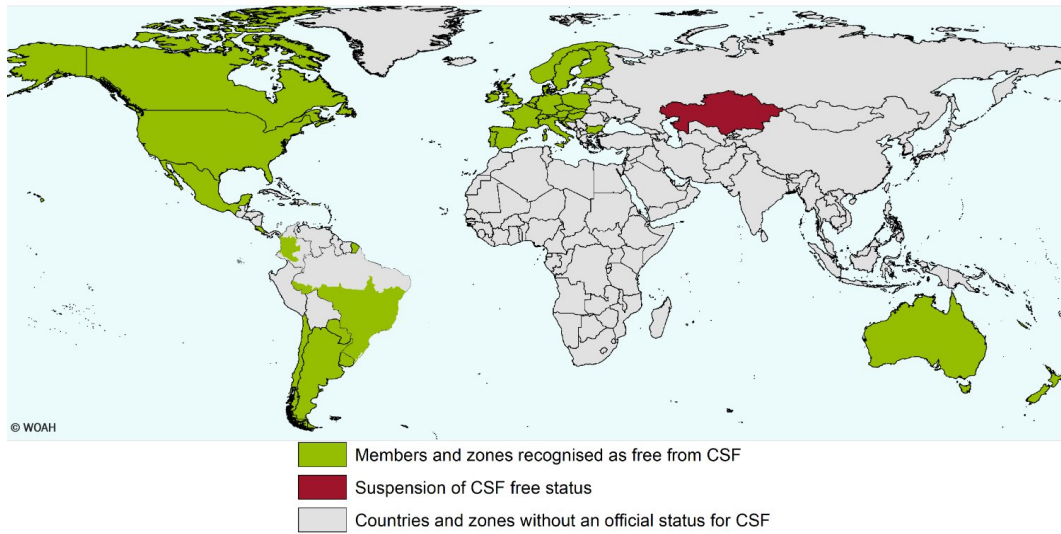 © WOAH
Members and zones recognised as free from CSF
Suspension of CSF free status
Countries and zones without an official status for CSF